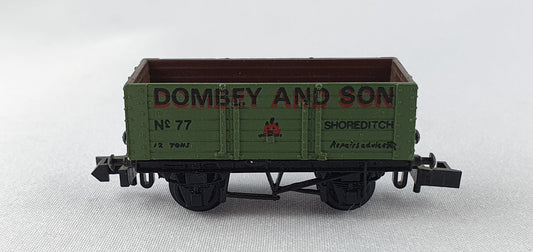 DOMBEY AND SON
Nº 77
SHOREDITCH
12 TONS